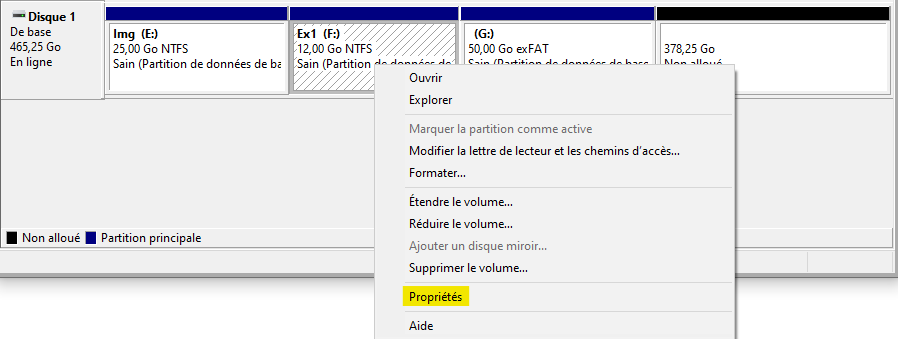 Disque 1
De base
465,25 Go
En ligne
Img (E:)
25,00 Go NTFS
Sain (Partition de données de ba
Ex1 (F:)
12,00 Go NTFS
Sain (Partition de données de
(G:)
50,00 Go exFAT
Sain (Partition de données de base
378,25 Go
Non alloué
Ouvrir
Explorer
Marquer la partition comme active
Modifier la lettre de lecteur et les chemins d’accès...
Formater...
Étendre le volume...
Réduire le volume...
Ajouter un disque miroir...
Supprimer le volume...
Propriétés
Aide
Non alloué Partition principale